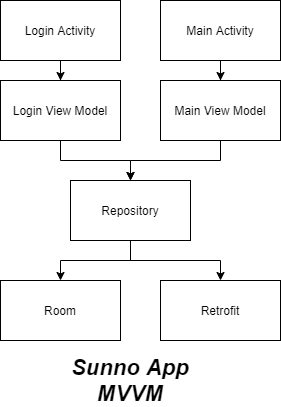 Login Activity
Main Activity
Login View Model
Main View Model
Repository
Room
Retrofit
Sunno App
MVVM